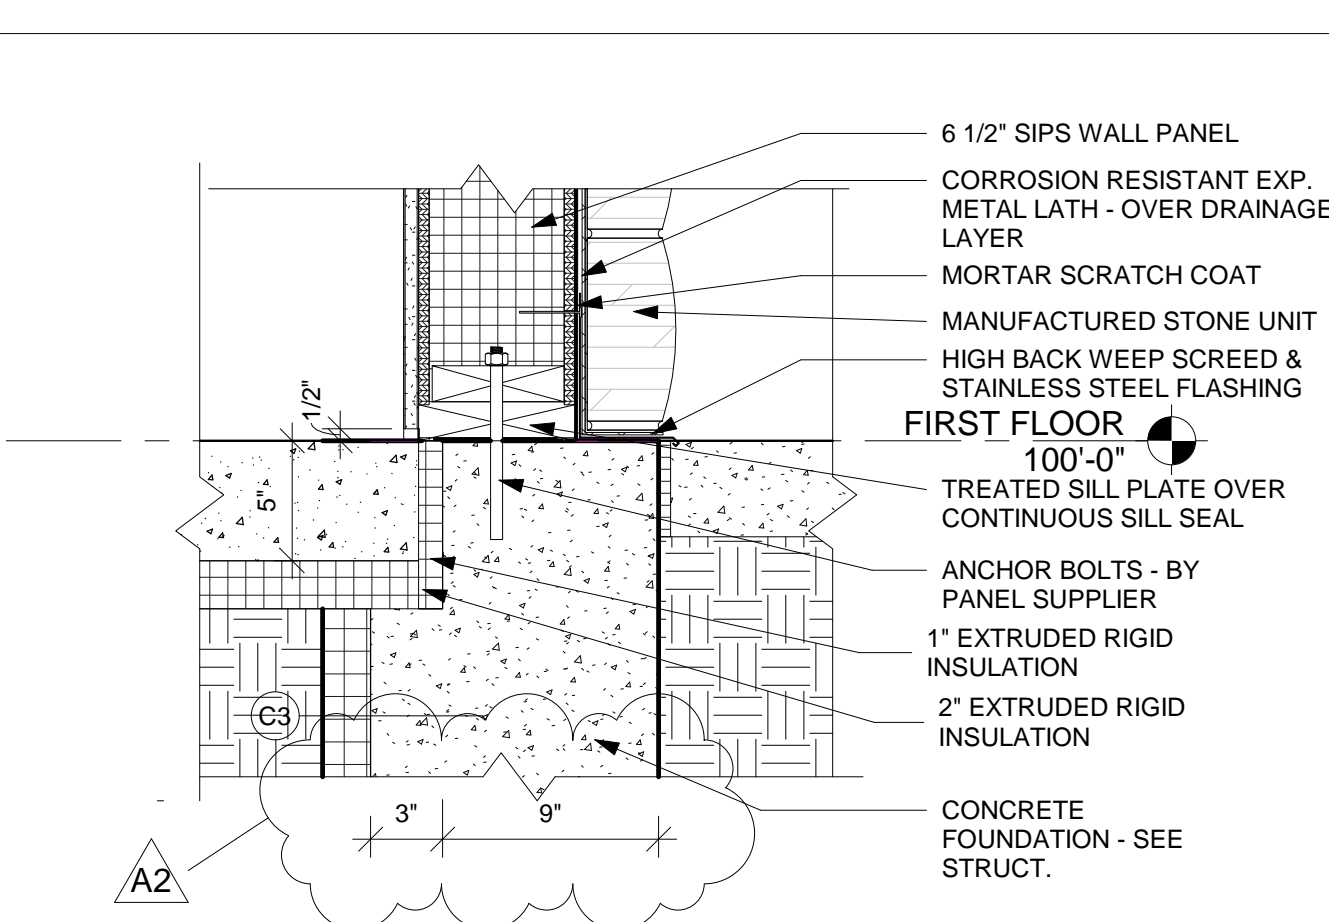 6 1/2" SIPS WALL PANEL
CORROSION RESISTANT EXP.
METAL LATH - OVER DRAINAGE
LAYER
MORTAR SCRATCH COAT
MANUFACTURED STONE UNIT
HIGH BACK WEEP SCREED &
STAINLESS STEEL FLASHING
1/2"
FIRST FLOOR
100'-0"
5"
TREATED SILL PLATE OVER
CONTINUOUS SILL SEAL
ANCHOR BOLTS - BY
PANEL SUPPLIER
1" EXTRUDED RIGID
INSULATION
2" EXTRUDED RIGID
INSULATION
C3
3"
9"
CONCRETE
FOUNDATION - SEE
STRUCT.
A2